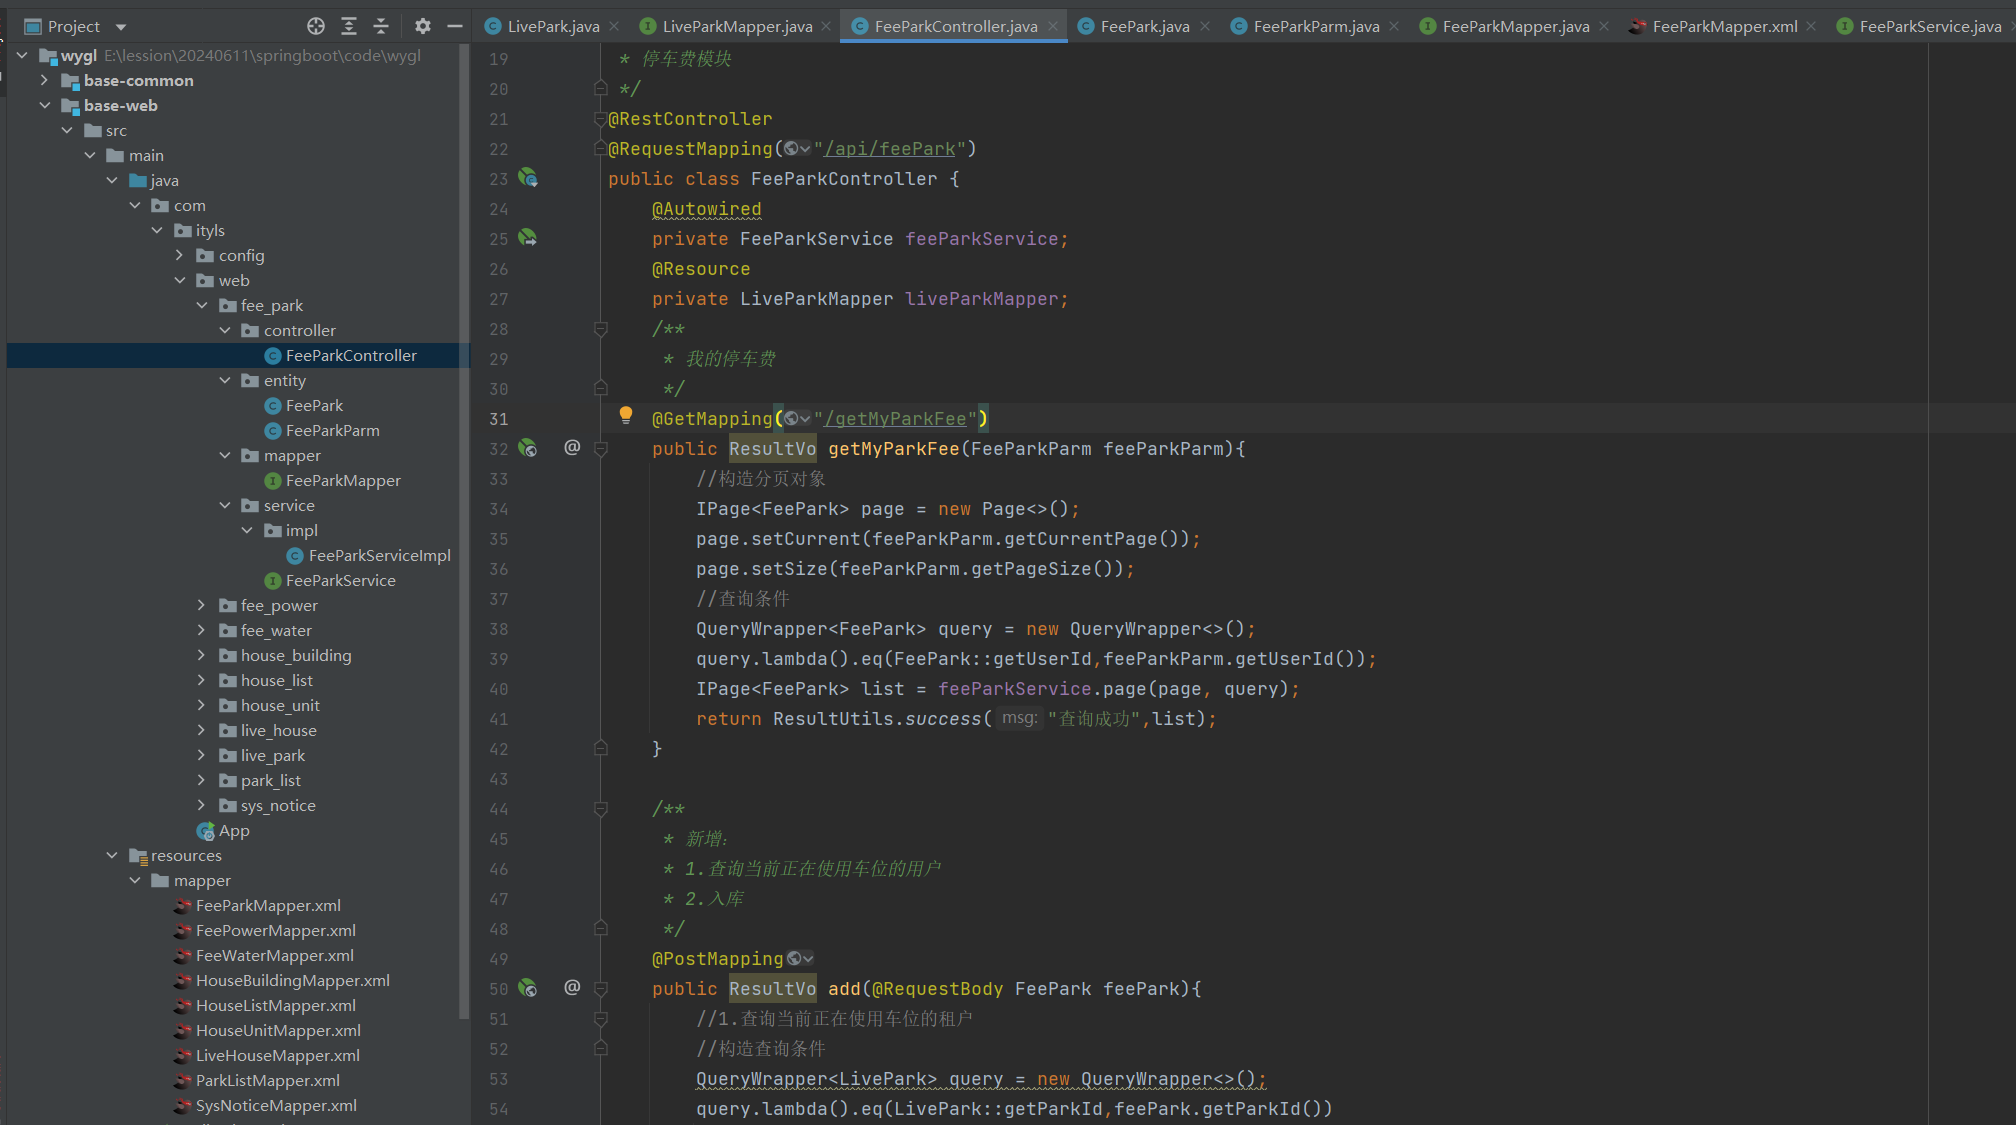 Project
wygl E:\lession\20240611\springboot\code\wygl
base-common
base-web
src
main
java
com
ityls
config
web
fee_park
controller
FeeParkController
entity
FeePark
FeeParkParm
mapper
FeeParkMapper
service
impl
FeeParkServiceImpl
FeeParkService
fee_power
fee_water
house_building
house_list
house_unit
live_house
live_park
park_list
sys_notice
App
resources
mapper
FeeParkMapper.xml
FeePowerMapper.xml
FeeWaterMapper.xml
HouseBuildingMapper.xml
HouseListMapper.xml
HouseUnitMapper.xml
LiveHouseMapper.xml
ParkListMapper.xml
SysNoticeMapper.xml
LivePark.java LiveParkMapper.java FeeParkController.java FeePark.java FeeParkParm.java FeeParkMapper.java FeeParkMapper.xml FeeParkService.java
19 * 停车费模块
20 */
21 @RestController
22 @RequestMapping("/api/feePark")
23 public class FeeParkController {
24 @Autowired
25 private FeeParkService feeParkService;
26 @Resource
27 private LiveParkMapper liveParkMapper;
28 /**
29 * 我的停车费
30 */
31 @GetMapping("/getMyParkFee")
32 @ public ResultVo getMyParkFee(FeeParkParm feeParkParm){
33 //构造分页对象
34 IPage<FeePark> page = new Page<>();
35 page.setCurrent(feeParkParm.getCurrentPage());
36 page.setSize(feeParkParm.getPageSize());
37 //查询条件
38 QueryWrapper<FeePark> query = new QueryWrapper<>();
39 query.lambda().eq(FeePark::getUserId,feeParkParm.getUserId());
40 IPage<FeePark> list = feeParkService.page(page, query);
41 return ResultUtils.success( msg: "查询成功",list);
42 }
43
44 /**
45 * 新增:
46 * 1.查询当前正在使用车位的用户
47 * 2.入库
48 */
49 @PostMapping
50 @ public ResultVo add(@RequestBody FeePark feePark){
51 //1.查询当前正在使用车位的租户
52 //构造查询条件
53 QueryWrapper<LivePark> query = new QueryWrapper<>();
54 query.lambda().eq(LivePark::getParkId,feePark.getParkId())